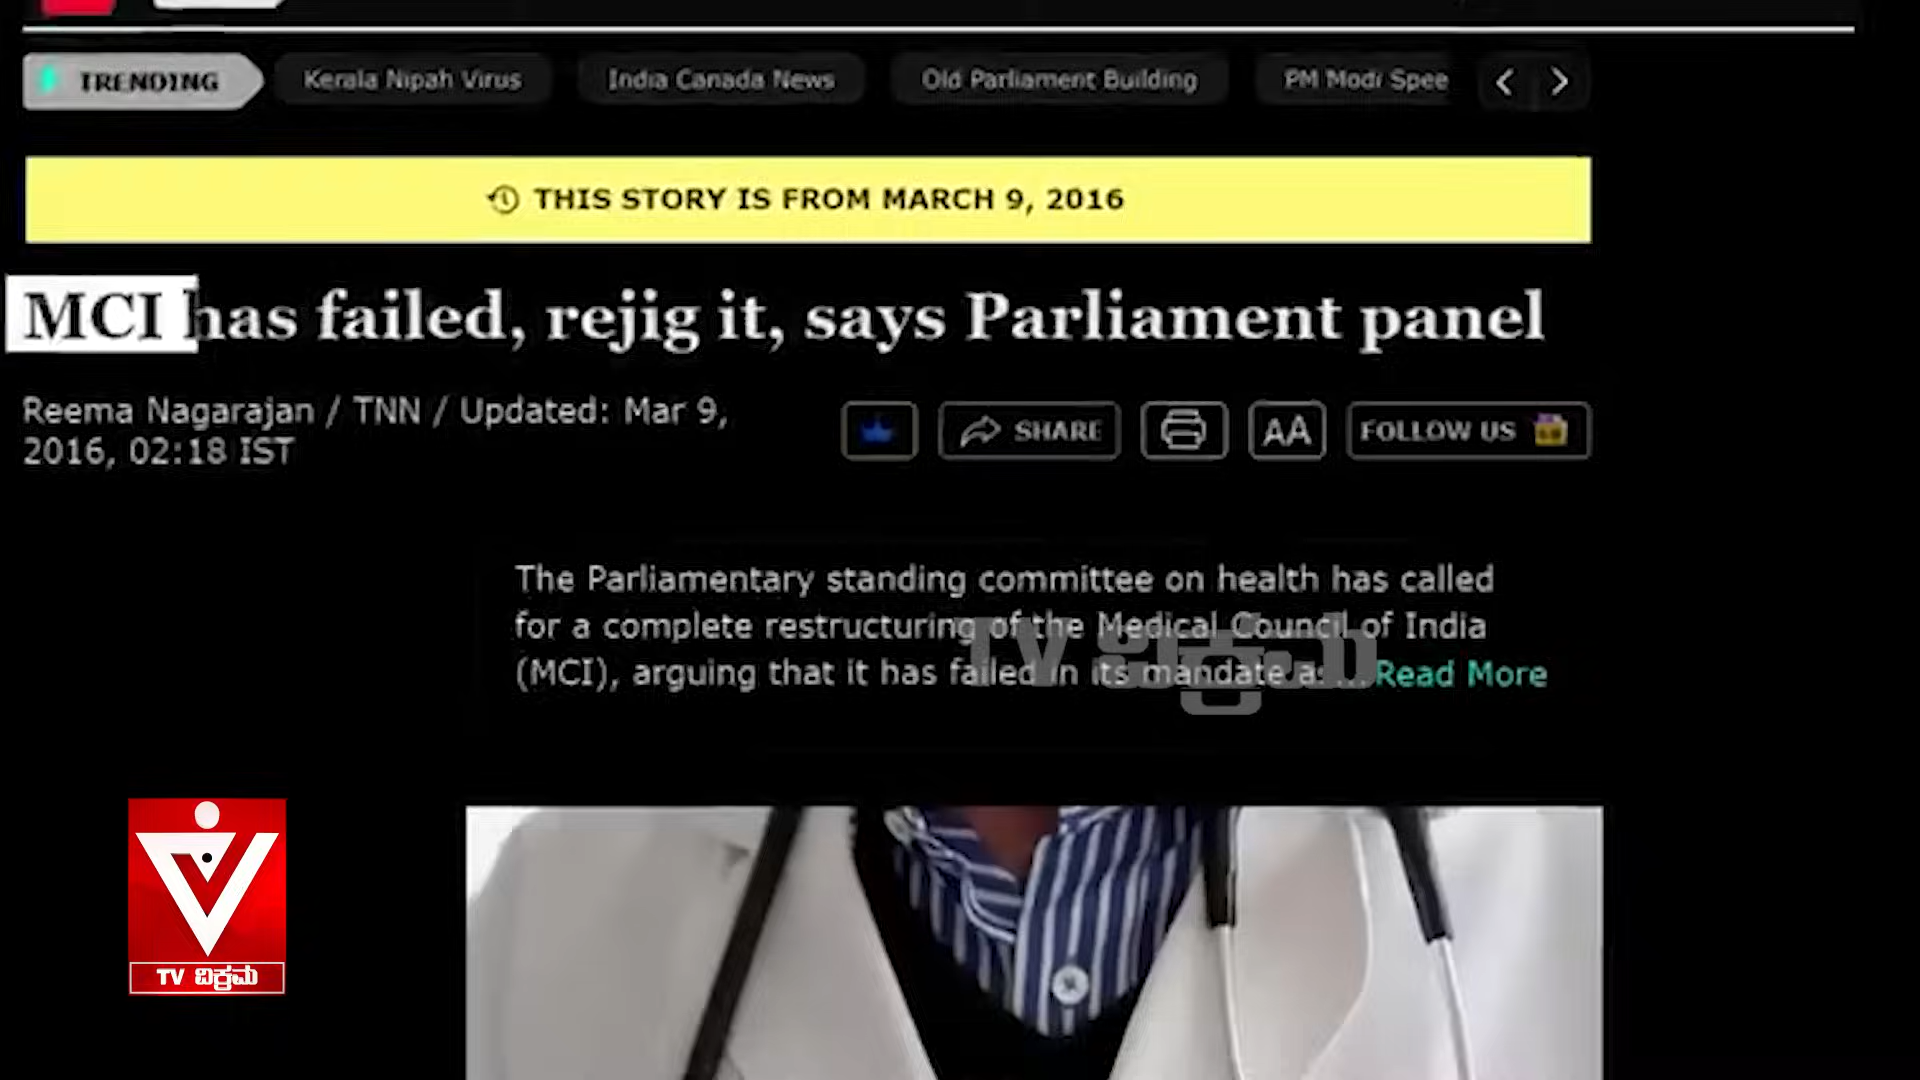 TRENDING
Kerala Nipah Virus
India Canada News
Old Parliament Building
PM Modi Spee
THIS STORY IS FROM MARCH 9, 2016
MCI has failed, rejig it, says Parliament panel
Reema Nagarajan / TNN / Updated: Mar 9,
2016, 02:18 IST
SHARE
AA
FOLLOW US
The Parliamentary standing committee on health has called
for a complete restructuring of the Medical Council of India
(MCI), arguing that it has failed in its mandate as ... Read More
TV ವಿಕ್ರಮ
TV ವಿಕ್ರಮ